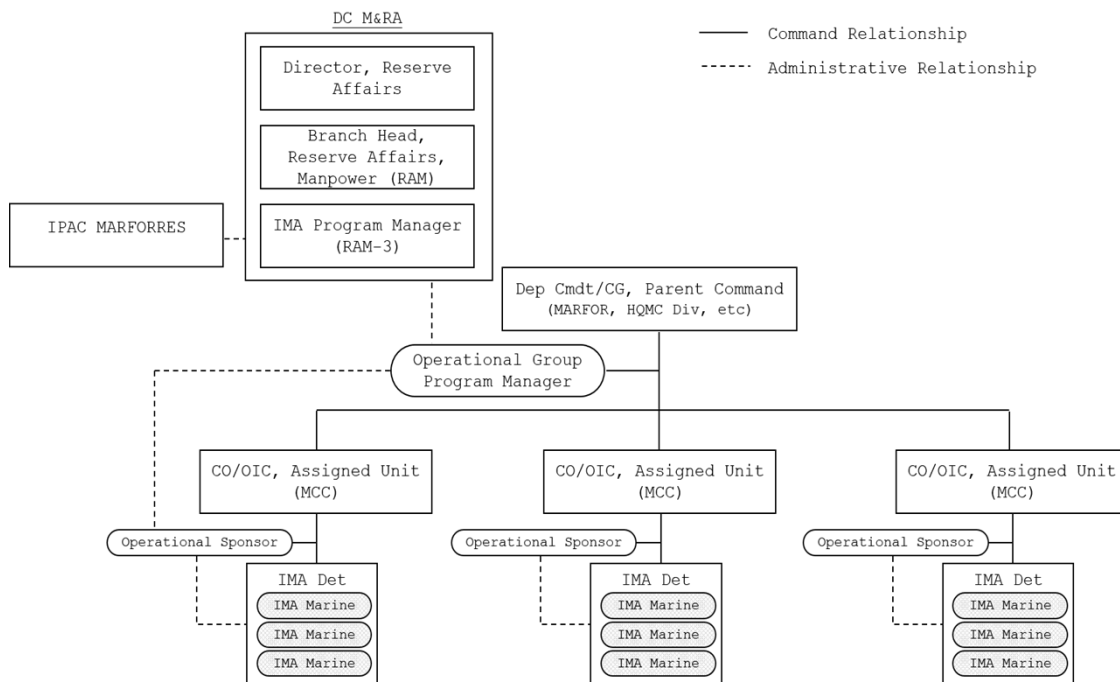 DC M&RA
Command Relationship
Administrative Relationship
Director, Reserve
Affairs
Branch Head,
Reserve Affairs,
Manpower (RAM)
IMA Program Manager
(RAM-3)
IPAC MARFORRES
Dep Cmdt/CG, Parent Command
(MARFOR, HQMC Div, etc)
Operational Group
Program Manager
CO/OIC, Assigned Unit
(MCC)
CO/OIC, Assigned Unit
(MCC)
CO/OIC, Assigned Unit
(MCC)
Operational Sponsor
Operational Sponsor
Operational Sponsor
IMA Det
IMA Marine
IMA Marine
IMA Marine
IMA Det
IMA Marine
IMA Marine
IMA Marine
IMA Det
IMA Marine
IMA Marine
IMA Marine